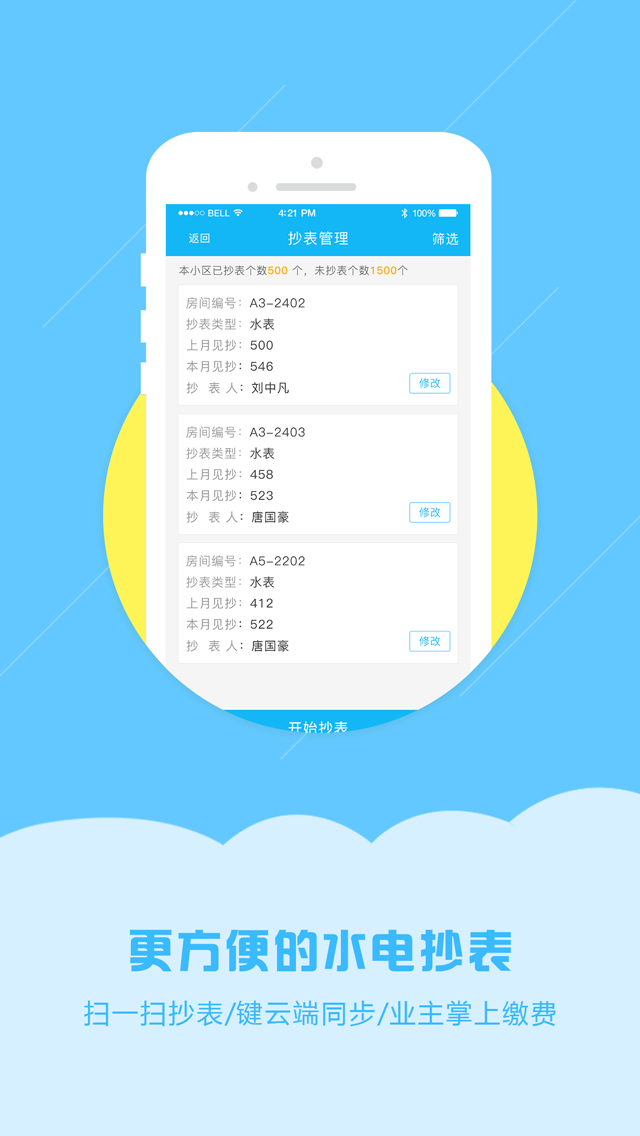 BELL 4:21 PM 100%
返回 抄表管理 筛选
本小区已抄表个数500 个，未抄表个数1500个
房间编号：A3-2402
抄表类型：水表
上月见抄：500
本月见抄：546
抄 表 人：刘中凡
修改
房间编号：A3-2403
抄表类型：水表
上月见抄：458
本月见抄：523
抄 表 人：唐国豪
修改
房间编号：A5-2202
抄表类型：水表
上月见抄：412
本月见抄：522
抄 表 人：唐国豪
修改
开始抄表
更方便的水电抄表
扫一扫抄表/键云端同步/业主掌上缴费